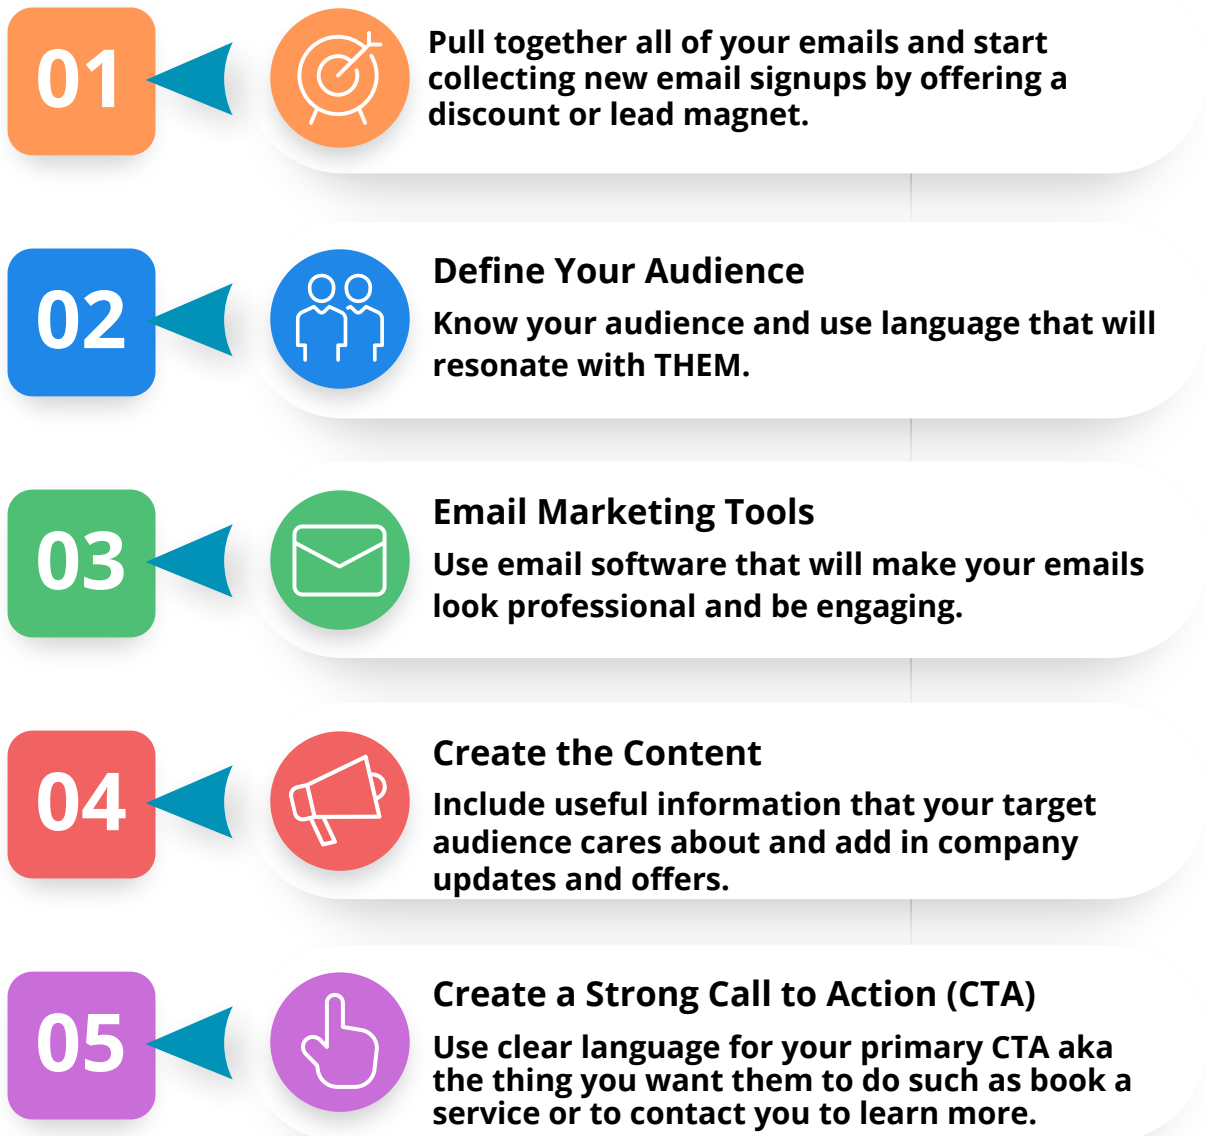 01
Pull together all of your emails and start
collecting new email signups by offering a
discount or lead magnet.
02
Define Your Audience
Know your audience and use language that will
resonate with THEM.
03
Email Marketing Tools
Use email software that will make your emails
look professional and be engaging.
04
Create the Content
Include useful information that your target
audience cares about and add in company
updates and offers.
05
Create a Strong Call to Action (CTA)
Use clear language for your primary CTA aka
the thing you want them to do such as book a
service or to contact you to learn more.